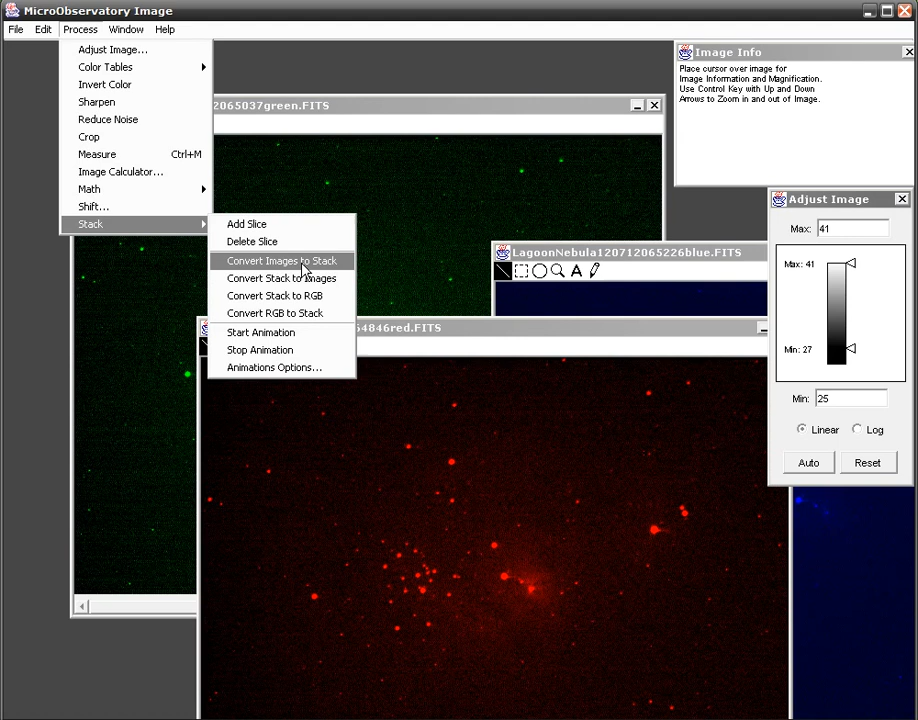 MicroObservatory Image
File Edit Process Window Help
Adjust Image...
Color Tables
Invert Color
Sharpen
Reduce Noise
Crop
Measure Ctrl+M
Image Calculator...
Math
Shift...
Stack
Add Slice
Delete Slice
Convert Images to Stack
Convert Stack to Images
Convert Stack to RGB
Convert RGB to Stack
Start Animation
Stop Animation
Animations Options...
2065037green.FITS
LagoonNebula120712065226blue.FITS
A
54846red.FITS
Image Info
Place cursor over image for
Image Information and Magnification.
Use Control Key with Up and Down
Arrows to Zoom in and out of Image.
Adjust Image
Max: 41
Max: 41
Min: 27
Min: 25
Linear Log
Auto Reset